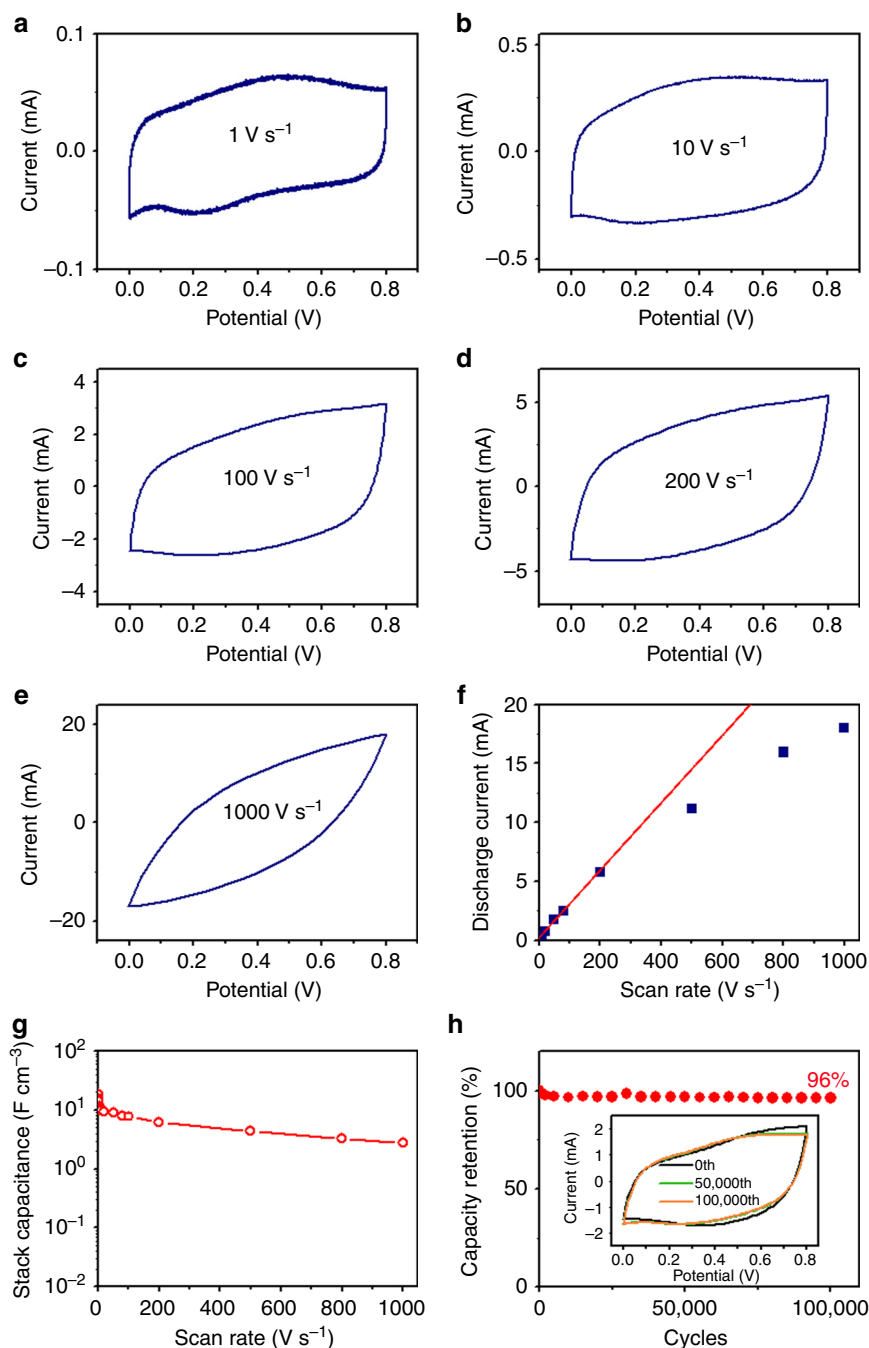 a
0.1
0.0
−0.1
Current (mA)
1 V s⁻¹
0.0 0.2 0.4 0.6 0.8
Potential (V)
b
0.5
0.0
−0.5
Current (mA)
10 V s⁻¹
0.0 0.2 0.4 0.6 0.8
Potential (V)
c
4
2
0
−2
−4
Current (mA)
100 V s⁻¹
0.0 0.2 0.4 0.6 0.8
Potential (V)
d
5
0
−5
Current (mA)
200 V s⁻¹
0.0 0.2 0.4 0.6 0.8
Potential (V)
e
20
0
−20
Current (mA)
1000 V s⁻¹
0.0 0.2 0.4 0.6 0.8
Potential (V)
f
20
15
10
5
0
Discharge current (mA)
0 200 400 600 800 1000
Scan rate (V s⁻¹)
g
10²
10¹
10⁰
10⁻¹
10⁻²
Stack capacitance (F cm⁻³)
0 200 400 600 800 1000
Scan rate (V s⁻¹)
h
100
50
0
Capacity retention (%)
96%
2
1
0
−1
−2
Current (mA)
0th
50,000th
100,000th
0.0 0.2 0.4 0.6 0.8
Potential (V)
0 50,000 100,000
Cycles